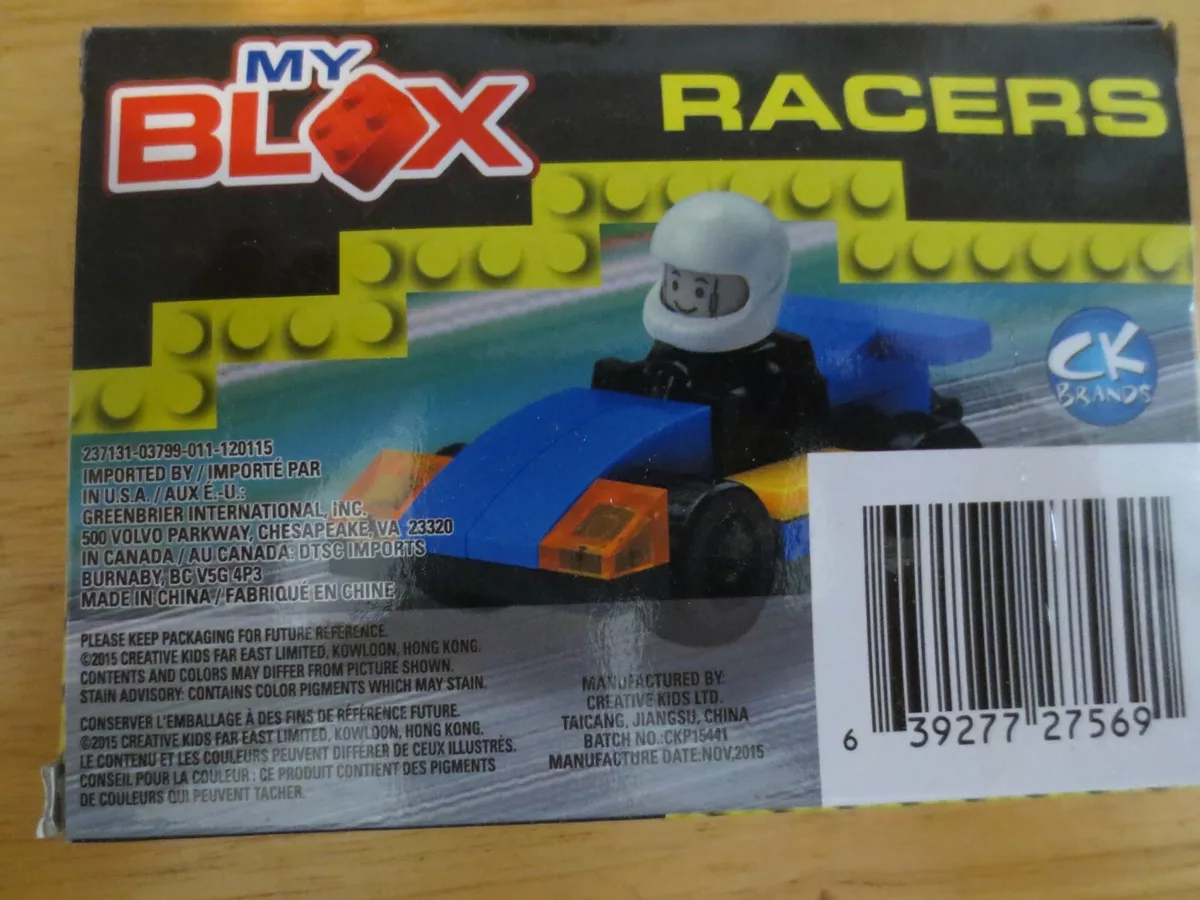 MY
BLOX
RACERS
CK
BRANDS
237131-03799-011-120115
IMPORTED BY / IMPORTÉ PAR
IN U.S.A. / AUX É.-U.:
GREENBRIER INTERNATIONAL, INC.
500 VOLVO PARKWAY, CHESAPEAKE, VA 23320
IN CANADA / AU CANADA: DTSC IMPORTS
BURNABY, BC V5G 4P3
MADE IN CHINA / FABRIQUÉ EN CHINE
PLEASE KEEP PACKAGING FOR FUTURE REFERENCE.
©2015 CREATIVE KIDS FAR EAST LIMITED, KOWLOON, HONG KONG.
CONTENTS AND COLORS MAY DIFFER FROM PICTURE SHOWN.
STAIN ADVISORY: CONTAINS COLOR PIGMENTS WHICH MAY STAIN.
CONSERVER L'EMBALLAGE À DES FINS DE RÉFÉRENCE FUTURE.
©2015 CREATIVE KIDS FAR EAST LIMITED, KOWLOON, HONG KONG.
LE CONTENU ET LES COULEURS PEUVENT DIFFERER DE CEUX ILLUSTRÉS.
CONSEIL POUR LA COULEUR : CE PRODUIT CONTIENT DES PIGMENTS
DE COULEURS QUI PEUVENT TACHER.
MANUFACTURED BY:
CREATIVE KIDS LTD.
TAICANG, JIANGSU, CHINA
BATCH NO.:CKP15441
MANUFACTURE DATE:NOV.2015
6 39277 27569